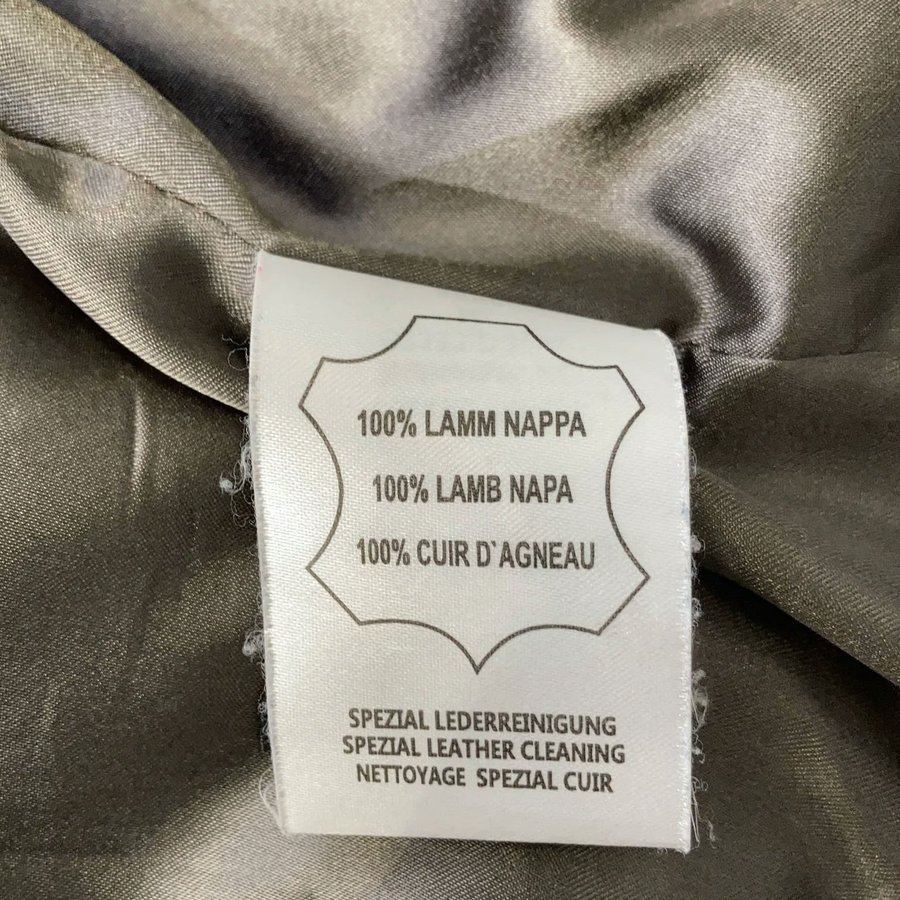 100% LAMM NAPPA
100% LAMB NAPA
100% CUIR D`AGNEAU
SPEZIAL LEDERREINIGUNG
SPEZIAL LEATHER CLEANING
NETTOYAGE SPEZIAL CUIR